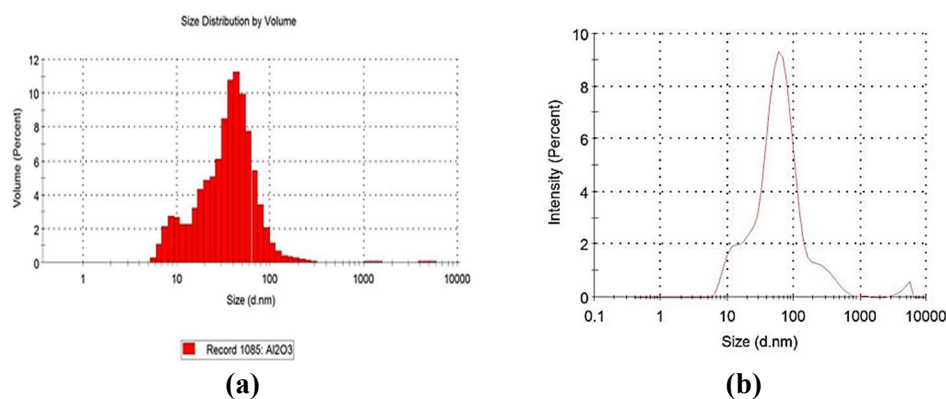 Size Distribution by Volume
12
10
8
6
4
2
0
Volume (Percent)
1 10 100 1000 10000
Size (d.nm)
Record 1085: Al2O3
(a)
10
8
6
4
2
0
Intensity (Percent)
0.1 1 10 100 1000 10000
Size (d.nm)
(b)